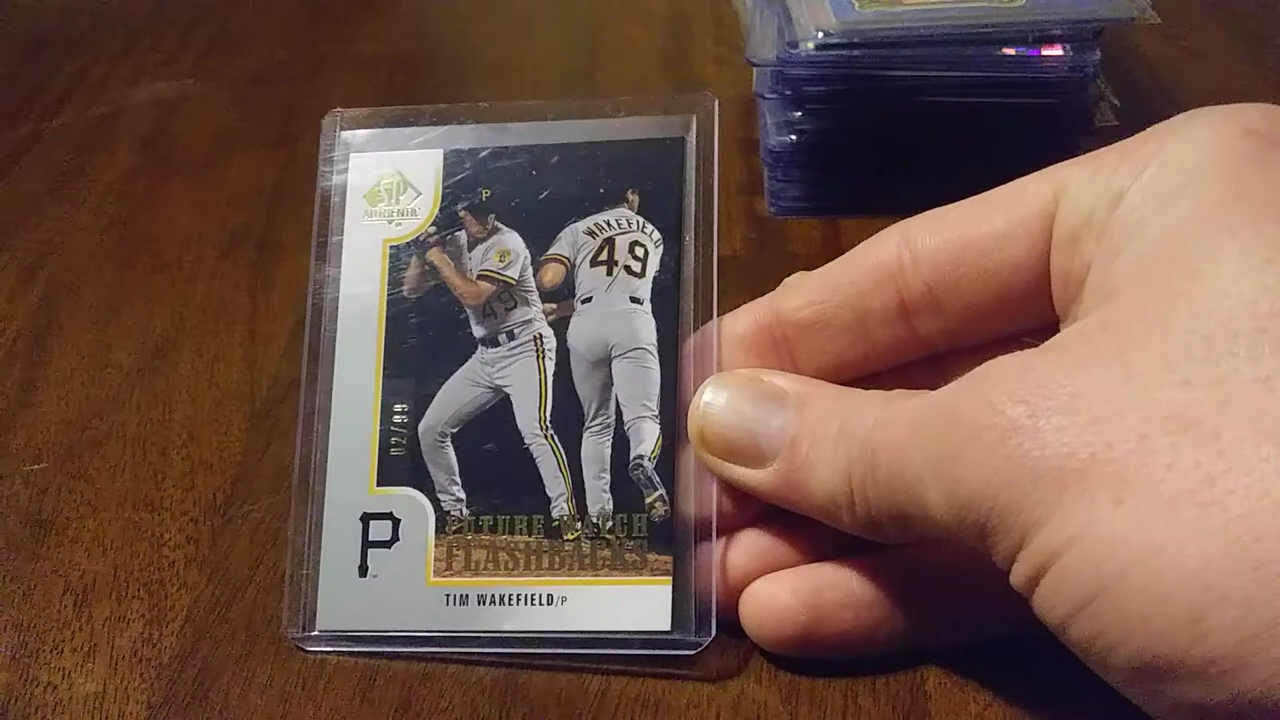 SP
AUTHENTIC
P
WAKEFIELD
49
49
02/99
FUTURE WATCH
FLASHBACKS
P
TIM WAKEFIELD/P